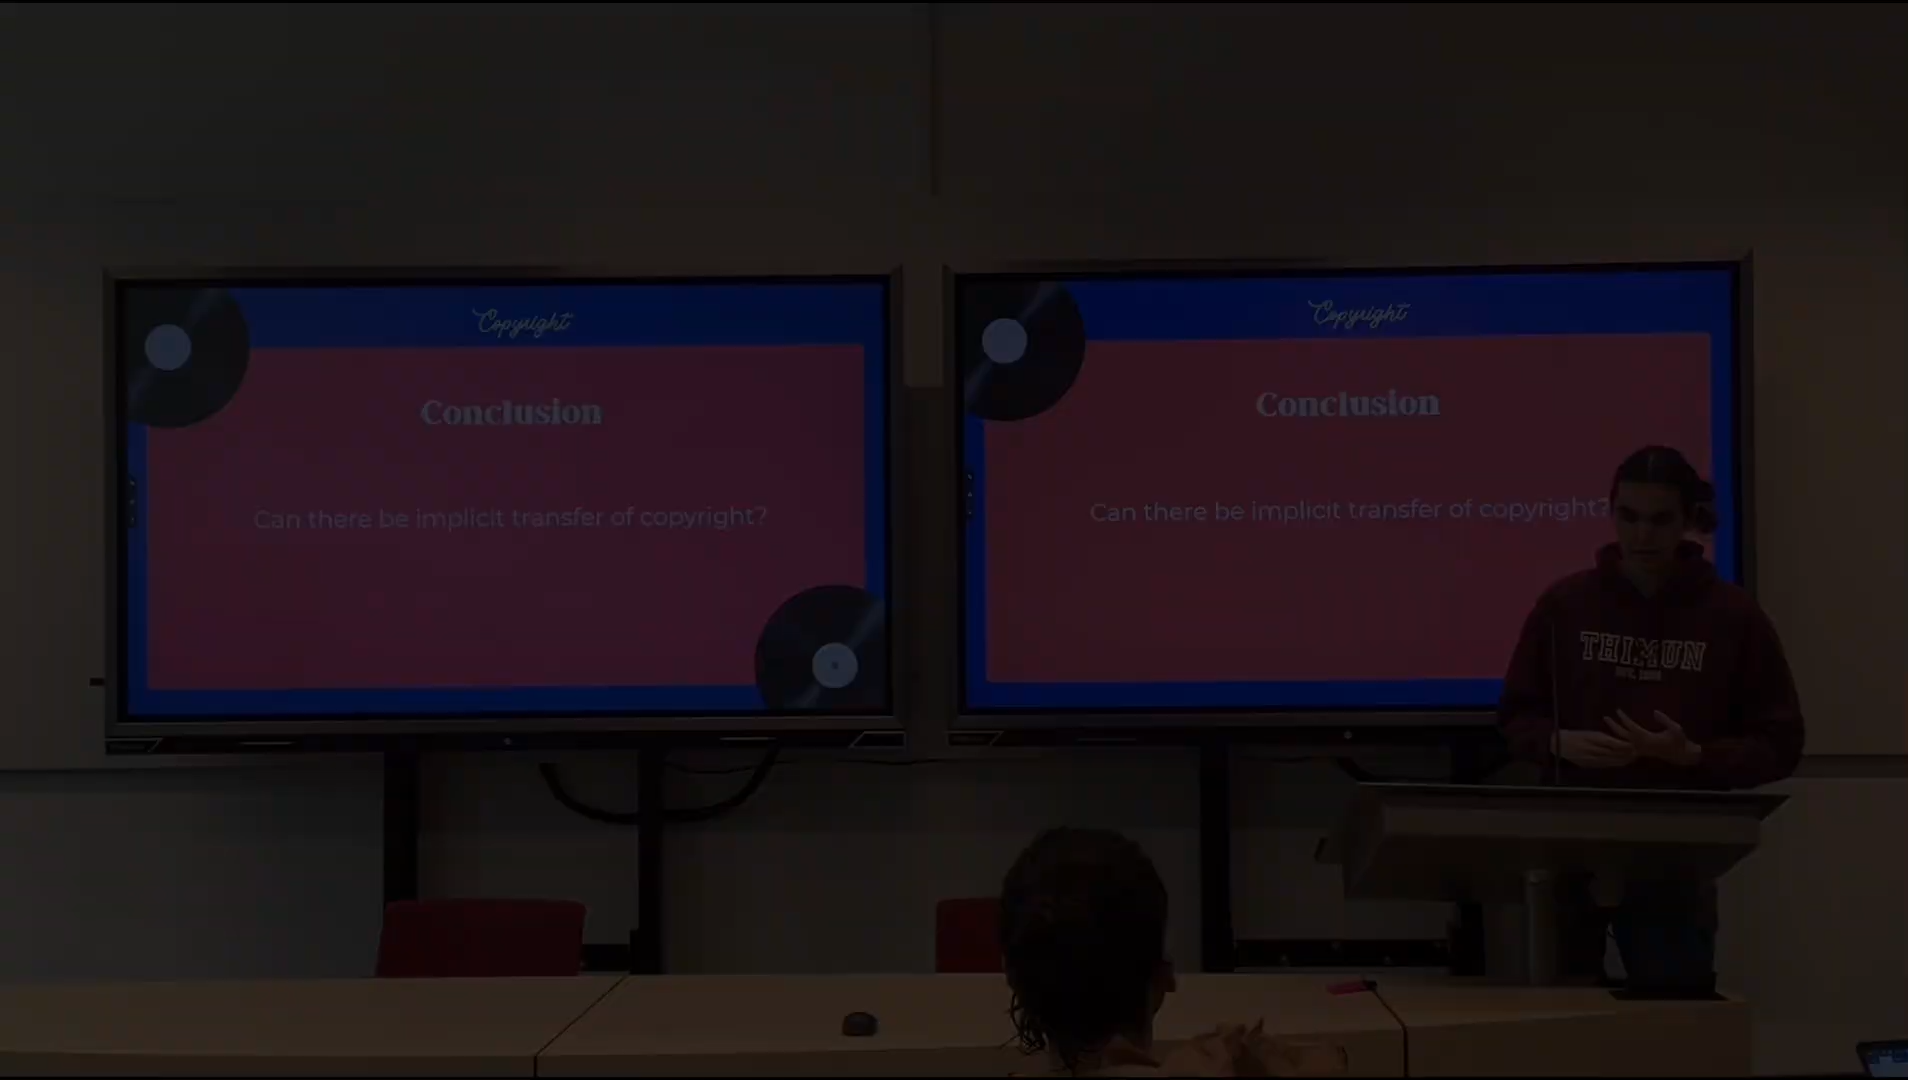 Copyright
Conclusion
Can there be implicit transfer of copyright?
Copyright
Conclusion
Can there be implicit transfer of copyright?
THIMUN